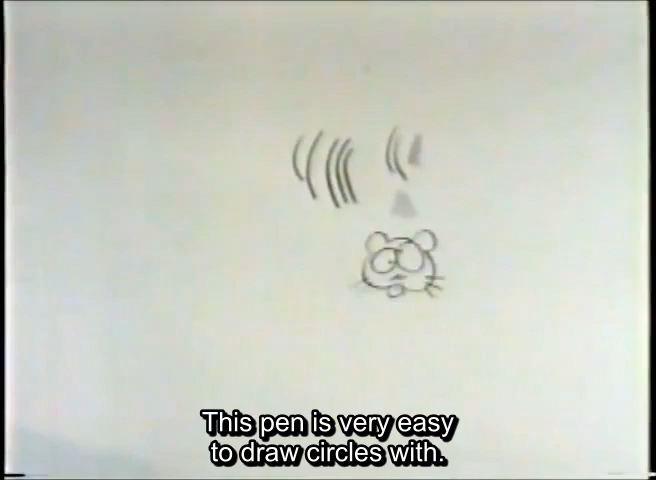 This pen is very easy
to draw circles with.